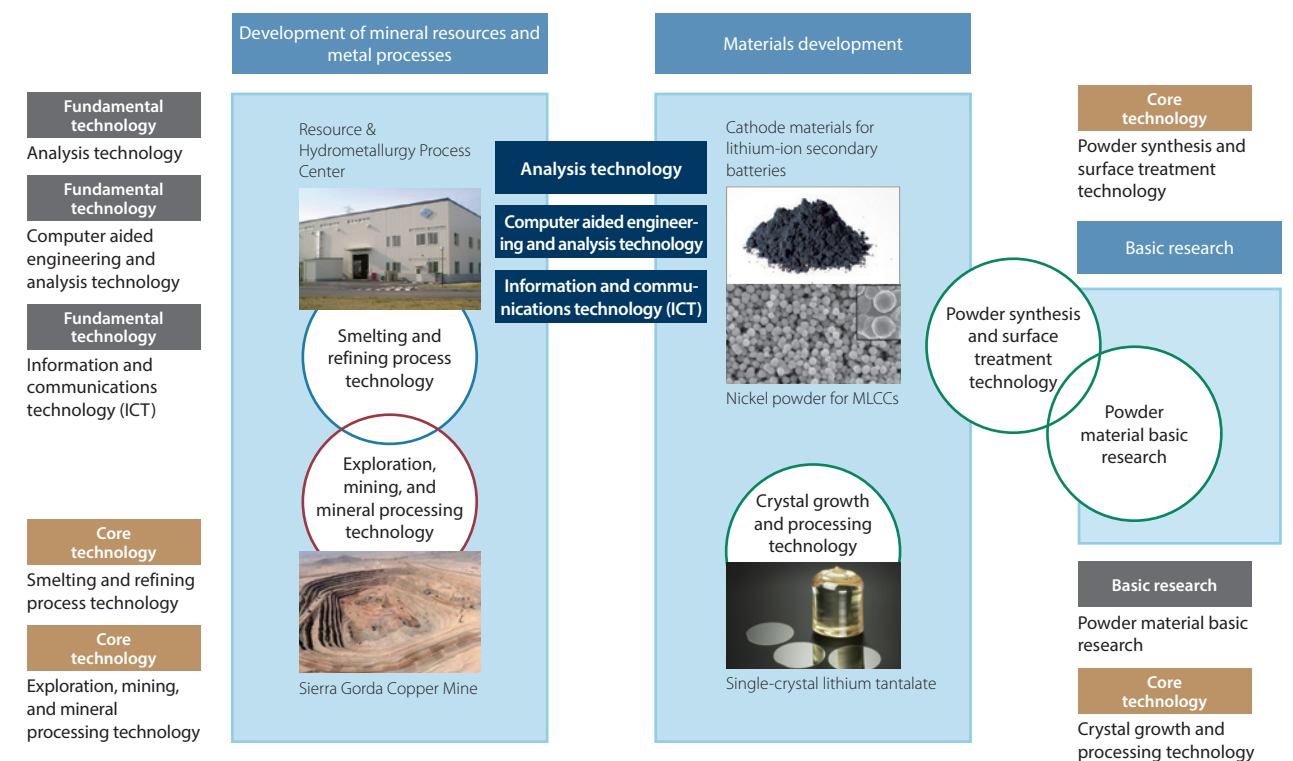 Development of mineral resources and
metal processes
Materials development
Fundamental
technology
Analysis technology
Fundamental
technology
Computer aided
engineering and
analysis technology
Fundamental
technology
Information and
communications
technology (ICT)
Core
technology
Smelting and refining
process technology
Core
technology
Exploration, mining,
and mineral
processing technology
Resource &
Hydrometallurgy Process
Center
Smelting and
refining process
technology
Exploration,
mining, and
mineral processing
technology
Sierra Gorda Copper Mine
Analysis technology
Computer aided engineer-
ing and analysis technology
Information and commu-
nications technology (ICT)
Cathode materials for
lithium-ion secondary
batteries
Nickel powder for MLCCs
Crystal growth
and processing
technology
Single-crystal lithium tantalate
Powder synthesis
and surface
treatment
technology
Powder
material basic
research
Core
technology
Powder synthesis and
surface treatment
technology
Basic research
Basic research
Powder material basic
research
Core
technology
Crystal growth and
processing technology